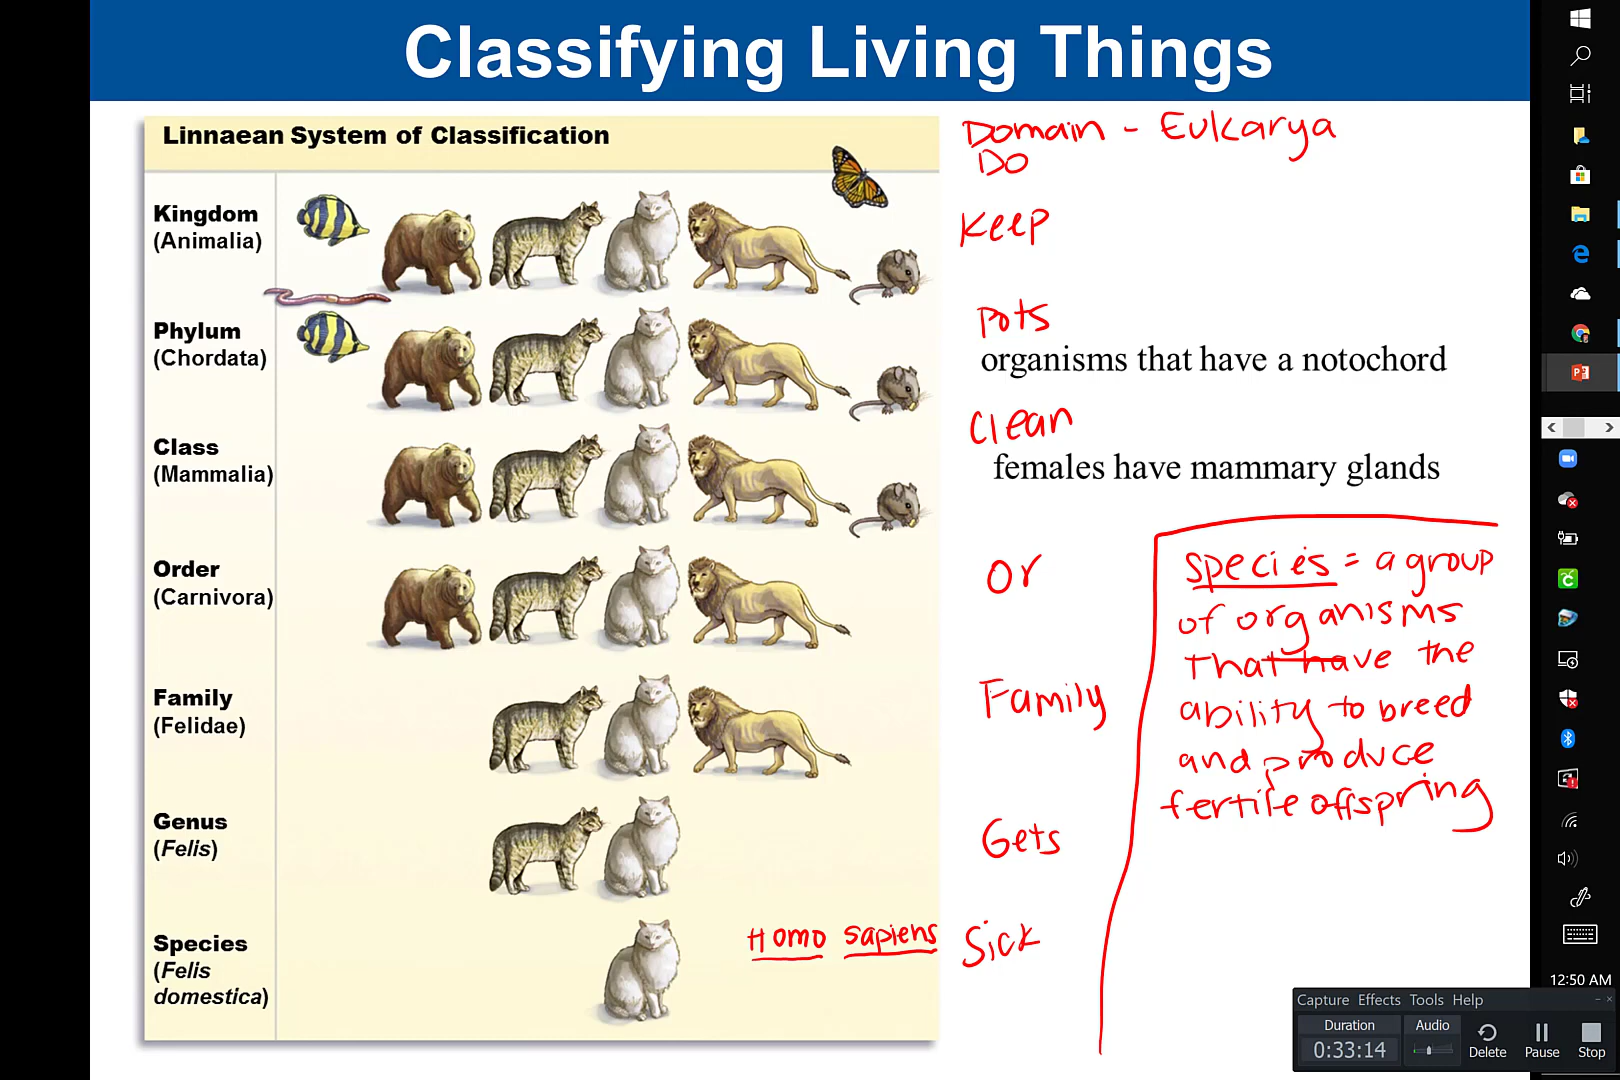 Classifying Living Things
Linnaean System of Classification
Domain - Eukarya
Do
Kingdom
(Animalia)
Keep
Phylum
(Chordata)
Pots
organisms that have a notochord
Class
(Mammalia)
Clean
females have mammary glands
Order
(Carnivora)
or
Family
(Felidae)
Family
Genus
(Felis)
Gets
Species
(Felis
domestica)
Homo sapiens
Sick
species = a group
of organisms
that have the
ability to breed
and produce
fertile offspring
12:50 AM
Capture Effects Tools Help
Duration
0:33:14
Audio
Delete
Pause
Stop